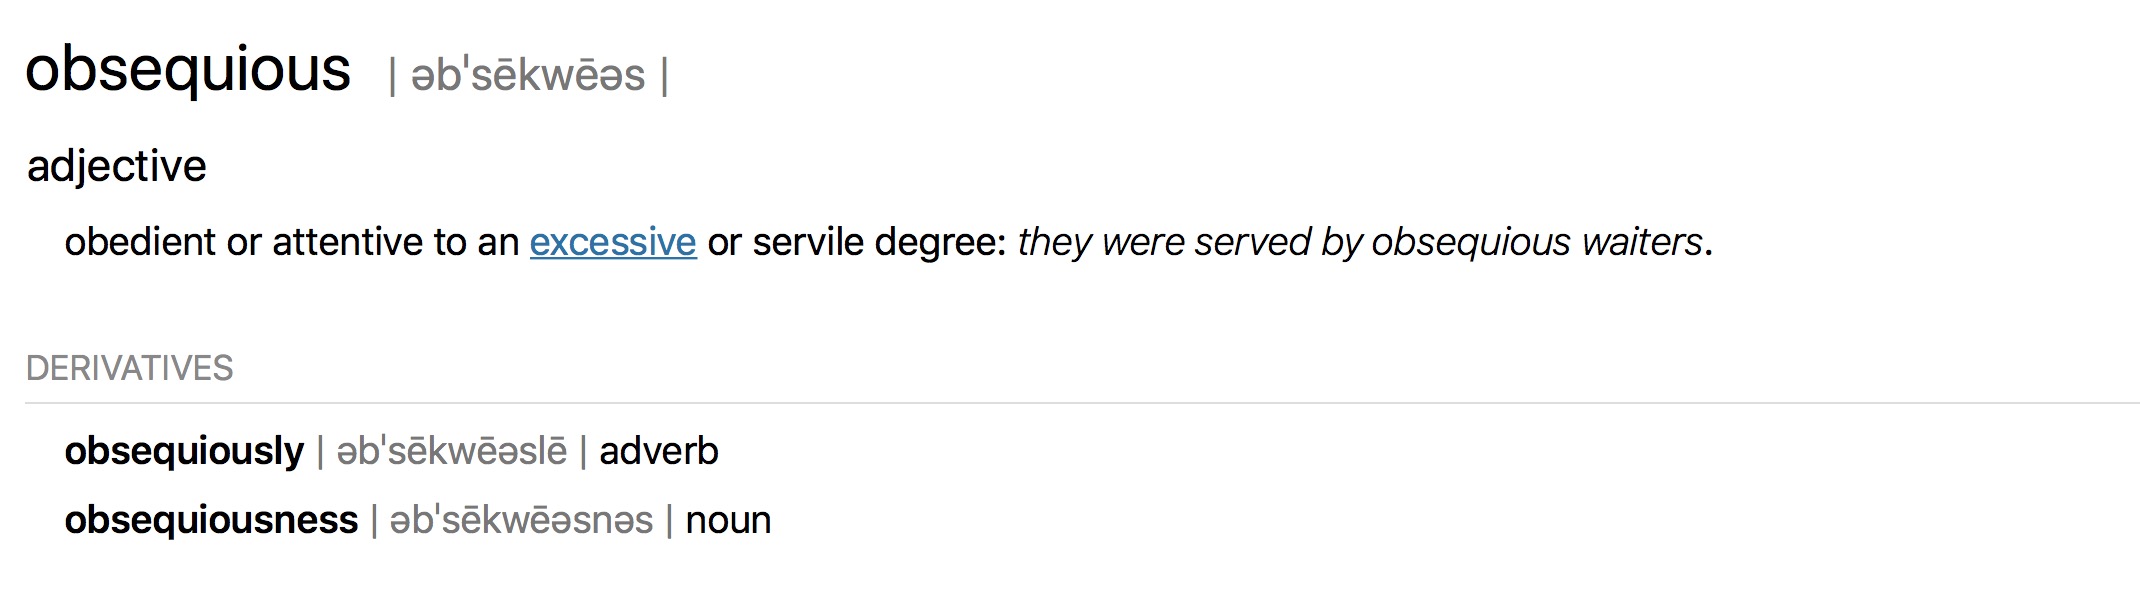 obsequious | əbˈsēkwēəs |
adjective
obedient or attentive to an excessive or servile degree: they were served by obsequious waiters.
DERIVATIVES
obsequiously | əbˈsēkwēəslē | adverb
obsequiousness | əbˈsēkwēəsnəs | noun